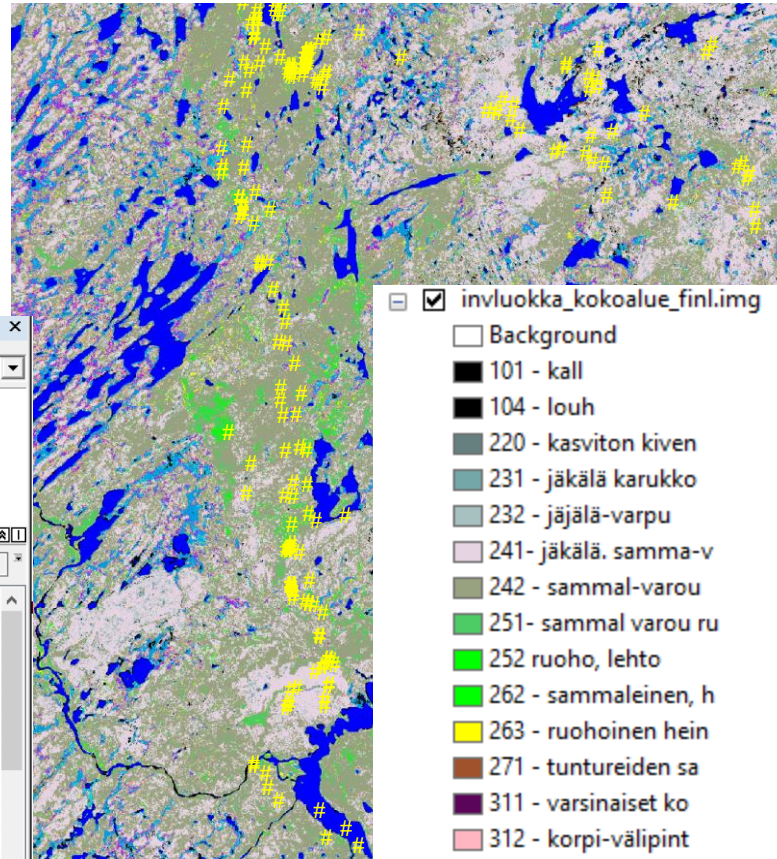 invluokka_kokoalue_finl.img
Background
101 - kall
104 - louh
220 - kasviton kiven
231 - jäkälä karukko
232 - jäjälä-varpu
241- jäkälä. samma-v
242 - sammal-varou
251- sammal varou ru
252 ruoho, lehto
262 - sammaleinen, h
263 - ruohoinen hein
271 - tuntureiden sa
311 - varsinaiset ko
312 - korpi-välipint